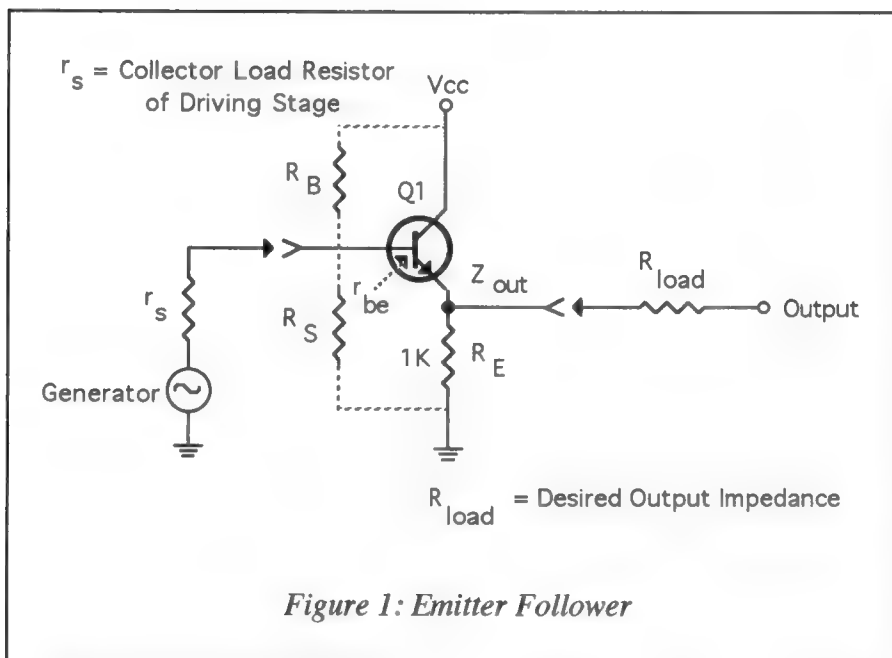 r_s = Collector Load Resistor
of Driving Stage
Vcc
R_B
Q1
r_be
Z_out
R_load
r_s
R_S
Output
1K
R_E
Generator
R_load = Desired Output Impedance
Figure 1: Emitter Follower